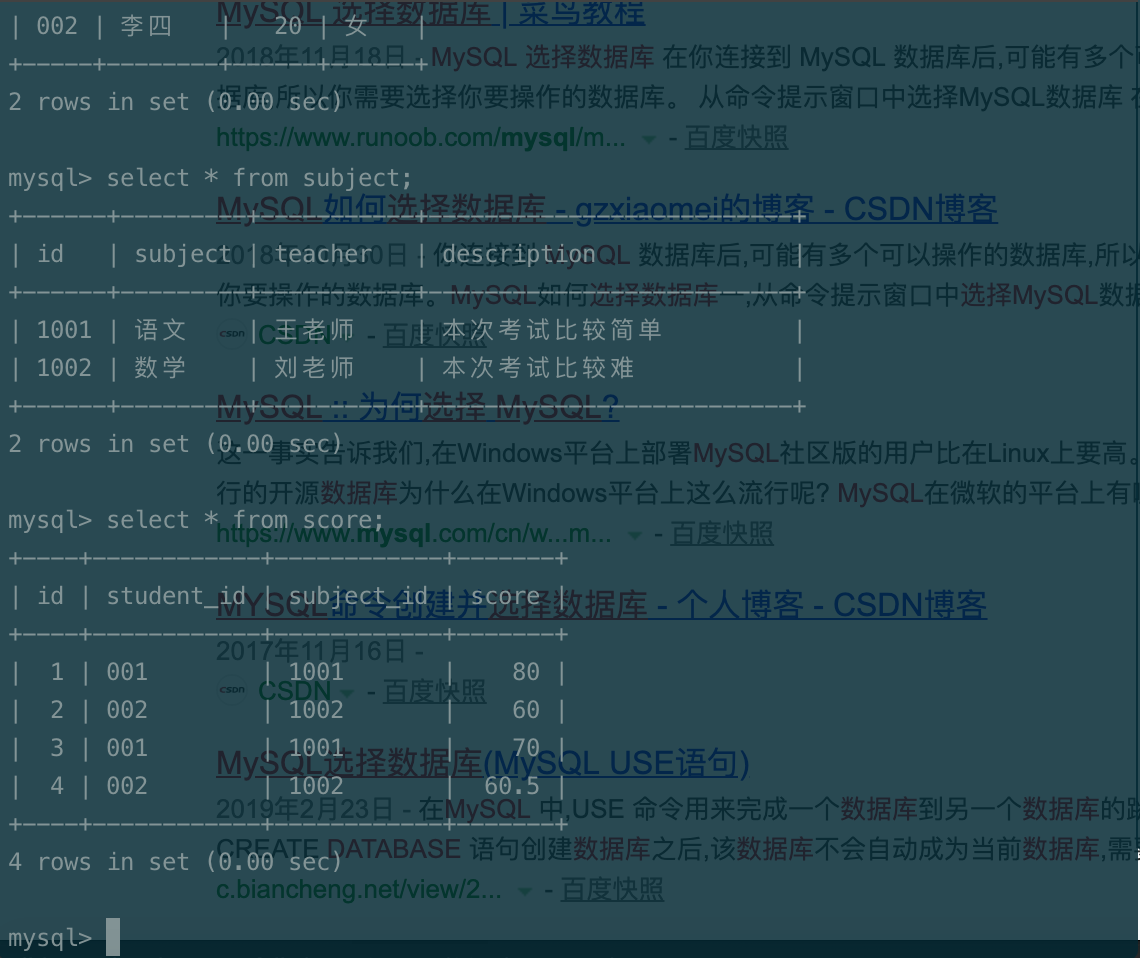 | 002 | 李四 | 20 | 女 |
+-----+--------+------+------+
2 rows in set (0.00 sec)
mysql> select * from subject;
+------+---------+-----------+--------------------------+
| id | subject | teacher | description |
+------+---------+-----------+--------------------------+
| 1001 | 语文 | 王老师 | 本次考试比较简单 |
| 1002 | 数学 | 刘老师 | 本次考试比较难 |
+------+---------+-----------+--------------------------+
2 rows in set (0.00 sec)
mysql> select * from score;
+----+------------+------------+-------+
| id | student_id | subject_id | score |
+----+------------+------------+-------+
| 1 | 001 | 1001 | 80 |
| 2 | 002 | 1002 | 60 |
| 3 | 001 | 1001 | 70 |
| 4 | 002 | 1002 | 60.5 |
+----+------------+------------+-------+
4 rows in set (0.00 sec)
mysql>
MySQL 选择数据库 | 菜鸟教程
2018年11月18日 - MySQL 选择数据库 在你连接到 MySQL 数据库后,可能有多个
据库,所以你需要选择你要操作的数据库。 从命令提示窗口中选择MySQL数据库
https://www.runoob.com/mysql/m... - 百度快照
MySQL如何选择数据库 - gzxiaomei的博客 - CSDN博客
你连接到 MySQL 数据库后,可能有多个可以操作的数据库,所以
你要操作的数据库。MySQL如何选择数据库一,从命令提示窗口中选择MySQL数据
CSDN CSDN - 百度快照
MySQL :: 为何选择 MySQL?
这一事实告诉我们,在Windows平台上部署MySQL社区版的用户比在Linux上要高。
行的开源数据库为什么在Windows平台上这么流行呢? MySQL在微软的平台上有
https://www.mysql.com/cn/w...m... - 百度快照
MYSQL命令创建并选择数据库 - 个人博客 - CSDN博客
2017年11月16日 -
CSDN CSDN - 百度快照
MySQL选择数据库(MySQL USE语句)
2019年2月23日 - 在MySQL 中,USE 命令用来完成一个数据库到另一个数据库的
CREATE DATABASE 语句创建数据库之后,该数据库不会自动成为当前数据库,需
c.biancheng.net/view/2... - 百度快照